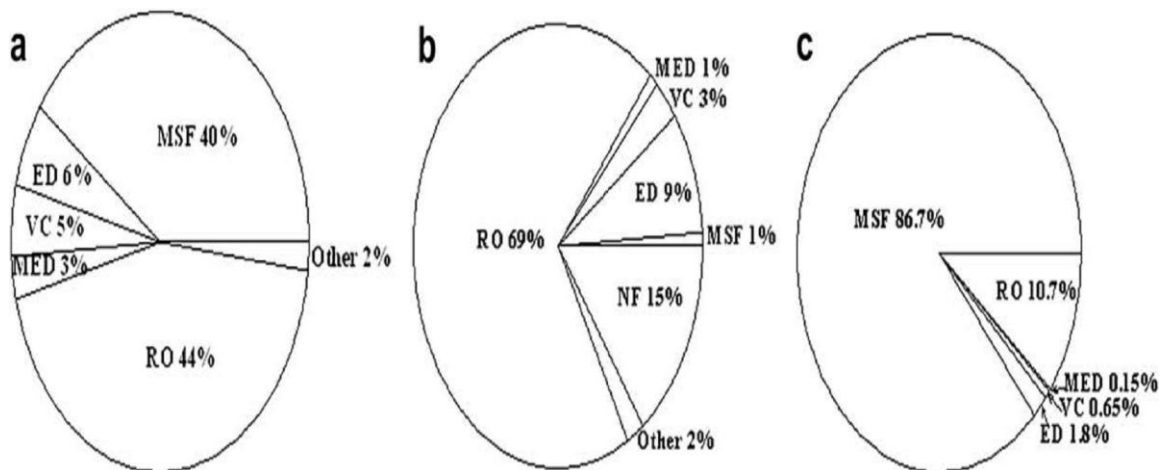 a
MSF 40%
ED 6%
VC 5%
MED 3%
Other 2%
RO 44%
b
MED 1%
VC 3%
ED 9%
RO 69%
MSF 1%
NF 15%
Other 2%
c
MSF 86.7%
RO 10.7%
MED 0.15%
VC 0.65%
ED 1.8%